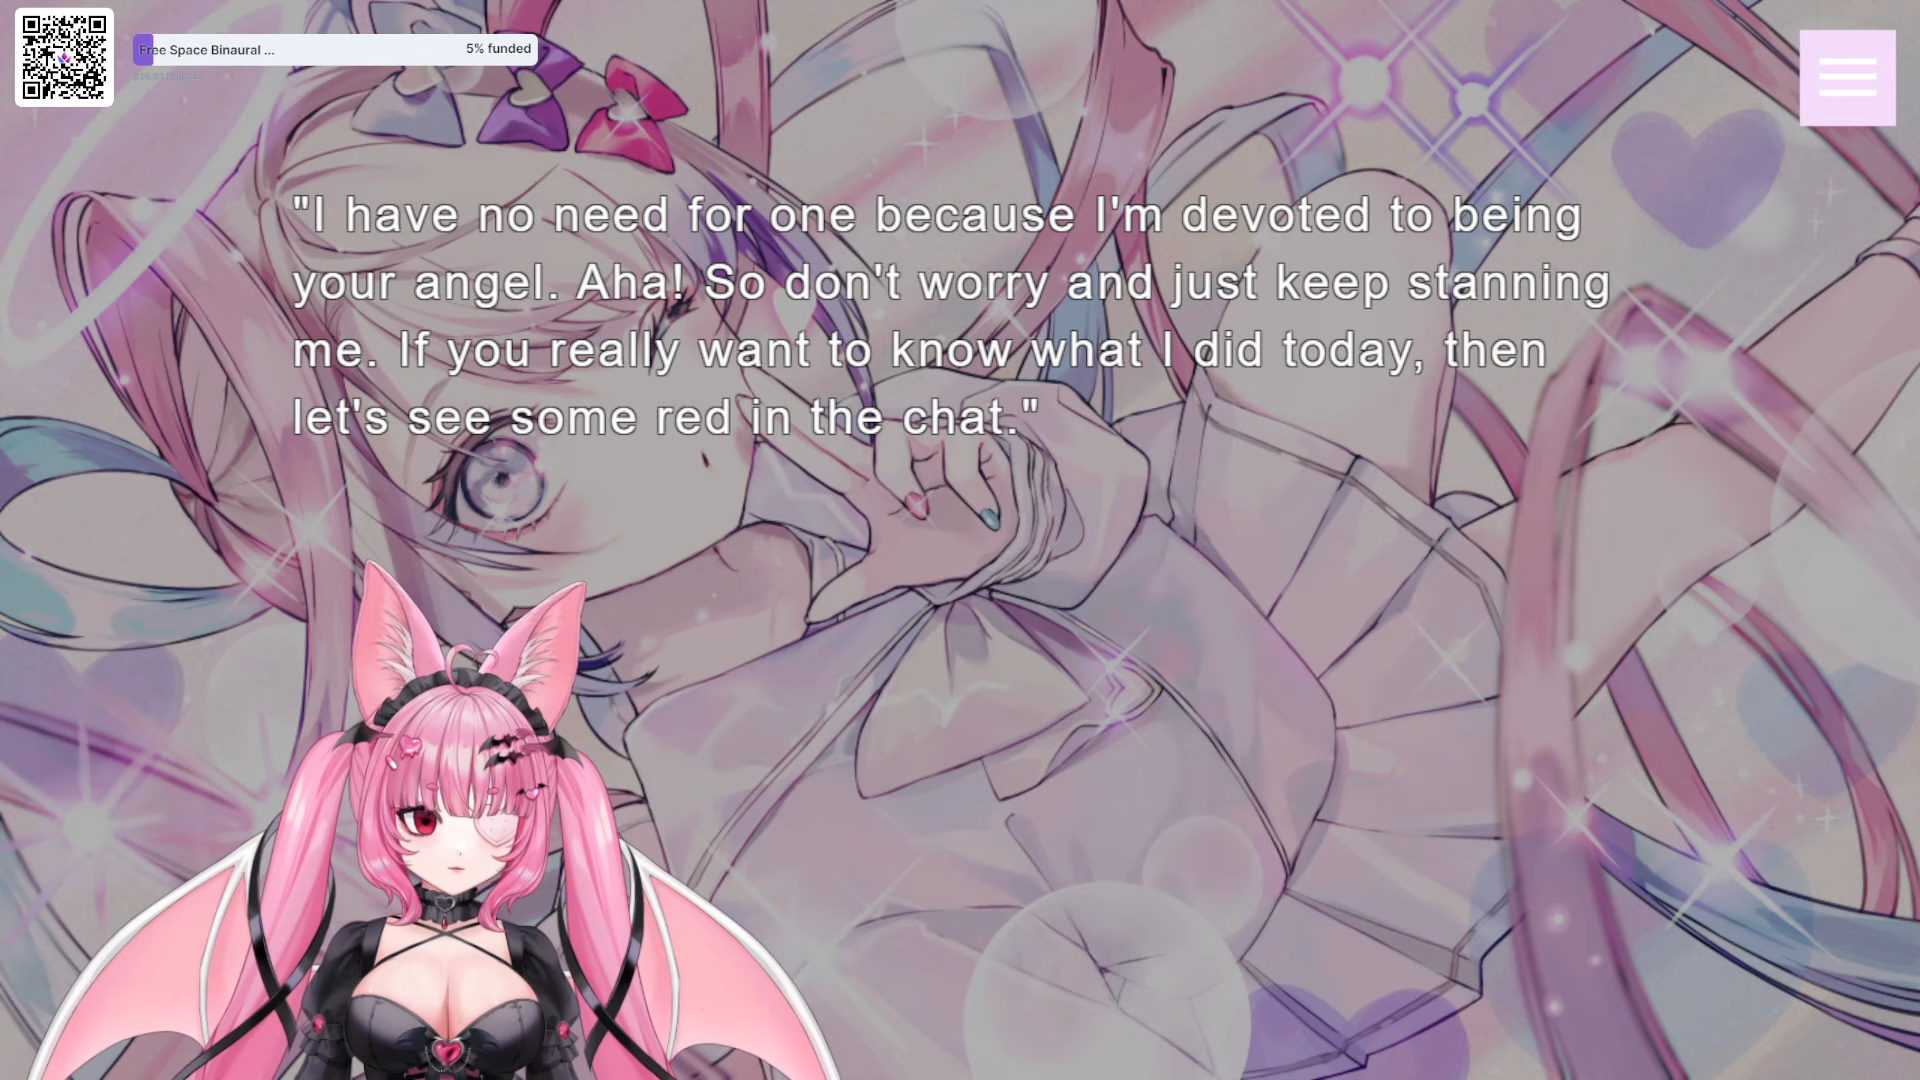 Free Space Binaural ...
5% funded
"I have no need for one because I'm devoted to being
your angel. Aha! So don't worry and just keep stanning
me. If you really want to know what I did today, then
let's see some red in the chat."